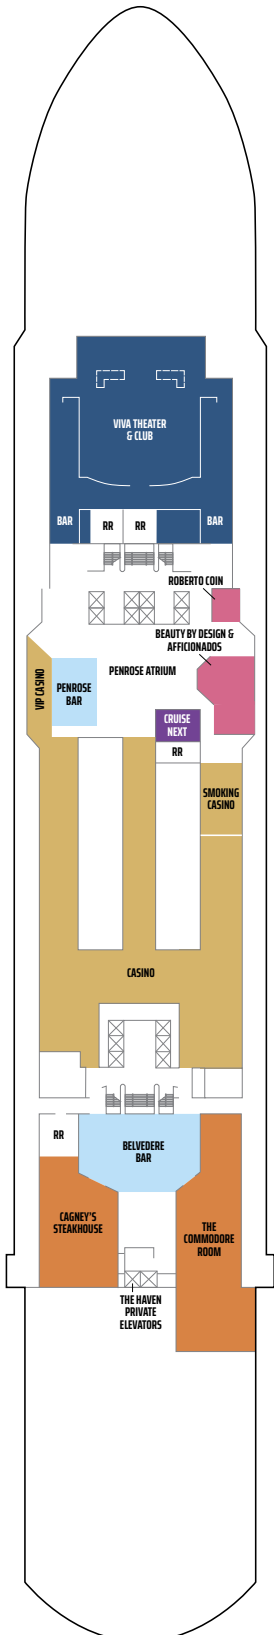 VIVA THEATER
& CLUB
BAR
RR
RR
BAR
ROBERTO COIN
BEAUTY BY DESIGN &
AFFICIONADOS
PENROSE ATRIUM
VIP CASINO
PENROSE
BAR
CRUISE
NEXT
RR
SMOKING
CASINO
CASINO
RR
BELVEDERE
BAR
CAGNEY'S
STEAKHOUSE
THE
COMMODORE
ROOM
THE HAVEN
PRIVATE
ELEVATORS